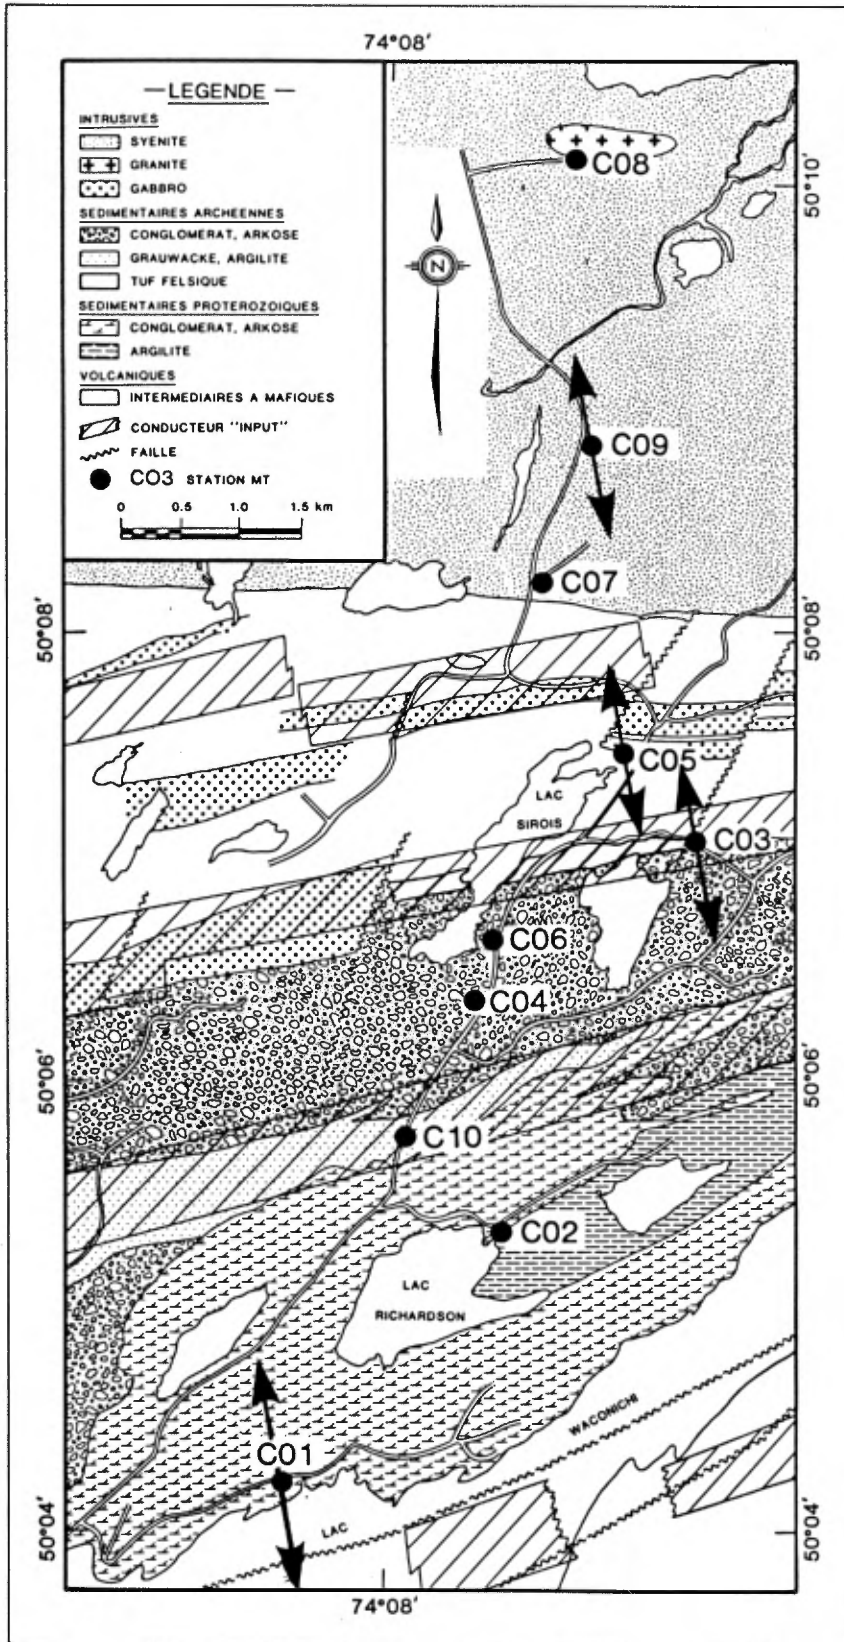 74°08'
— LEGENDE —
INTRUSIVES
SYENITE
GRANITE
GABBRO
SEDIMENTAIRES ARCHEENNES
CONGLOMERAT, ARKOSE
GRAUWACKE, ARGILITE
TUF FELSIQUE
SEDIMENTAIRES PROTEROZOIQUES
CONGLOMERAT, ARKOSE
ARGILITE
VOLCANIQUES
INTERMEDIAIRES A MAFIQUES
CONDUCTEUR "INPUT"
FAILLE
CO3 STATION MT
0 0.5 1.0 1.5 km
N
C08
50°10'
C09
C07
50°08'
50°08'
C05
LAC
SIROIS
C03
C06
C04
50°06'
50°06'
C10
C02
LAC
RICHARDSON
WACONICHI
C01
LAC
50°04'
50°04'
74°08'